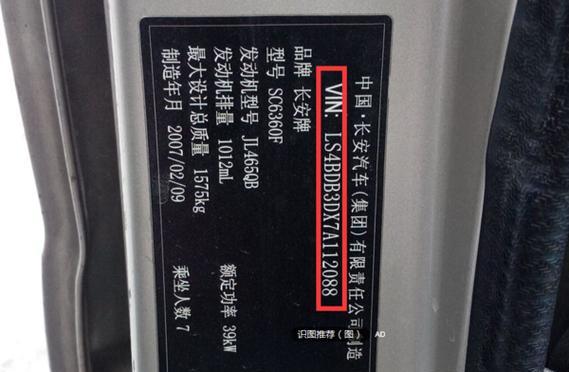 中国·长安汽车(集团)有限责任公司制造
VIN: LS4BDB3DX7A112088
品牌 长安牌
型号 SC6360F
发动机型号 JL465QB
发动机排量 1012mL 额定功率 39kW
最大设计总质量 1575kg
制造年月 2007/02/09 乘坐人数 7
识图推荐(图) AD